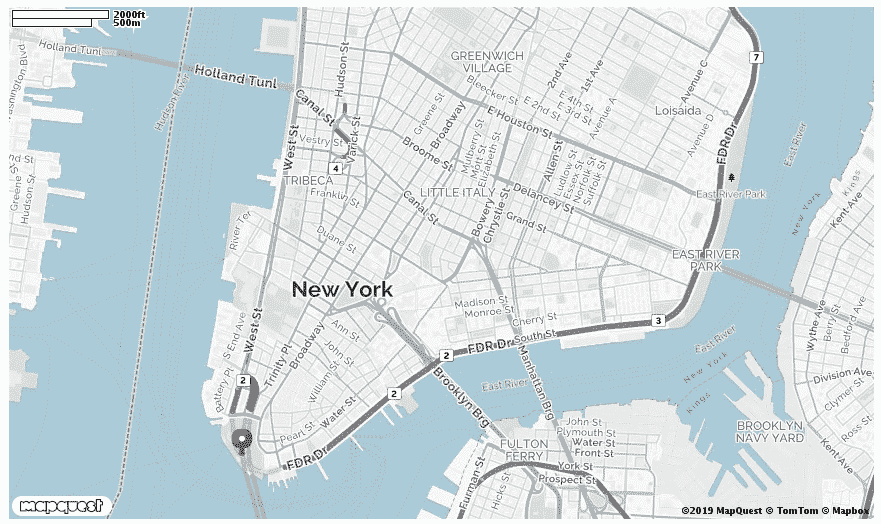 2000ft
500m
Holland Tunl
Holland Tunl
Hudson River
Hudson St
Canal St
Varick St
Vestry St
4
West St
TRIBECA
Franklin St
River Ter
Duane St
Greene St
Broadway
Broome St
Canal St
GREENWICH
VILLAGE
Bleecker St
2nd Ave
1st Ave
E 4th St
E 3rd St
E 2nd St
E Houston St
Avenue A
Avenue C
Avenue D
Loisaida
7
FDR Dr
East River
Mulberry St
Mott St
Elizabeth St
LITTLE ITALY
Bowery
Chrystie St
Allen St
Ludlow St
Essex St
Norfolk St
Suffolk St
Delancey St
Grand St
East River Park
EAST RIVER
PARK
New York
Kings
Kent Ave
Greene St
Hudson St
New York
Madison St
Monroe St
Cherry St
South St
FDR Dr
3
2
2
2
Wythe Ave
Berry St
Bedford Ave
Division Ave
Clymer St
Ross St
Kent Ave
East River
New York
Kings
East River
S End Ave
West St
Battery Pl
Trinity Pl
Broadway
Ann St
John St
William St
Pearl St
Water St
FDR Dr
Brooklyn Brg
Manhattan Brg
John St
Plymouth St
Water St
Front St
York St
Prospect St
FULTON
FERRY
Furman St
Hicks St
BROOKLYN
NAVY YARD
mapquest
©2019 MapQuest © TomTom © Mapbox